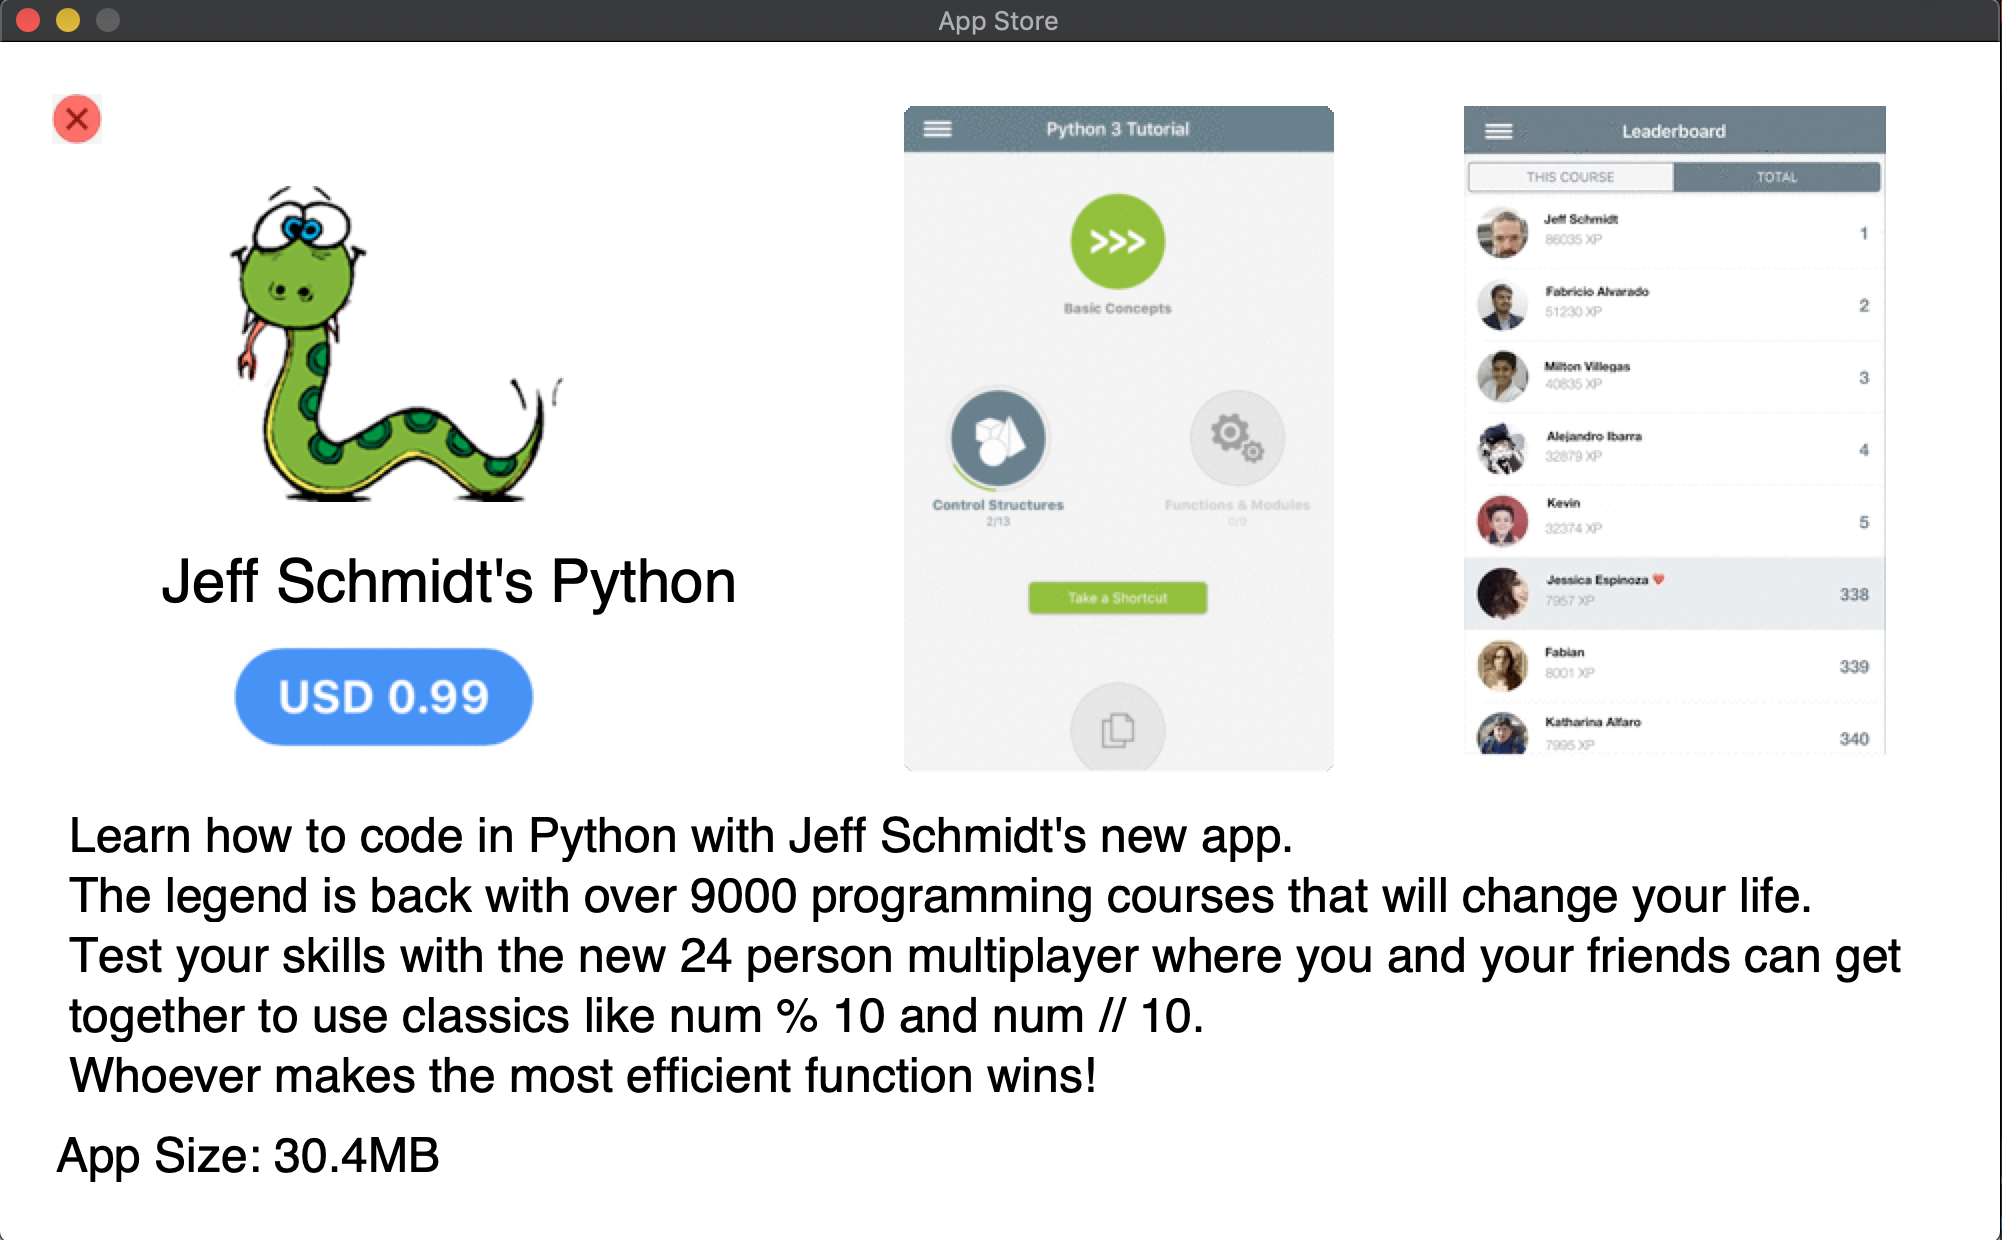 App Store
Jeff Schmidt's Python
USD 0.99
Python 3 Tutorial
>>>
Basic Concepts
Control Structures
2/13
Functions & Modules
0/9
Take a Shortcut
Leaderboard
THIS COURSE
TOTAL
Jeff Schmidt
86035 XP
1
Fabricio Alvarado
51230 XP
2
Milton Villegas
40835 XP
3
Alejandro Ibarra
32879 XP
4
Kevin
32374 XP
5
Jessica Espinoza ❤
7957 XP
338
Fabian
8001 XP
339
Katharina Alfaro
7995 XP
340
Learn how to code in Python with Jeff Schmidt's new app.
The legend is back with over 9000 programming courses that will change your life.
Test your skills with the new 24 person multiplayer where you and your friends can get
together to use classics like num % 10 and num // 10.
Whoever makes the most efficient function wins!
App Size: 30.4MB